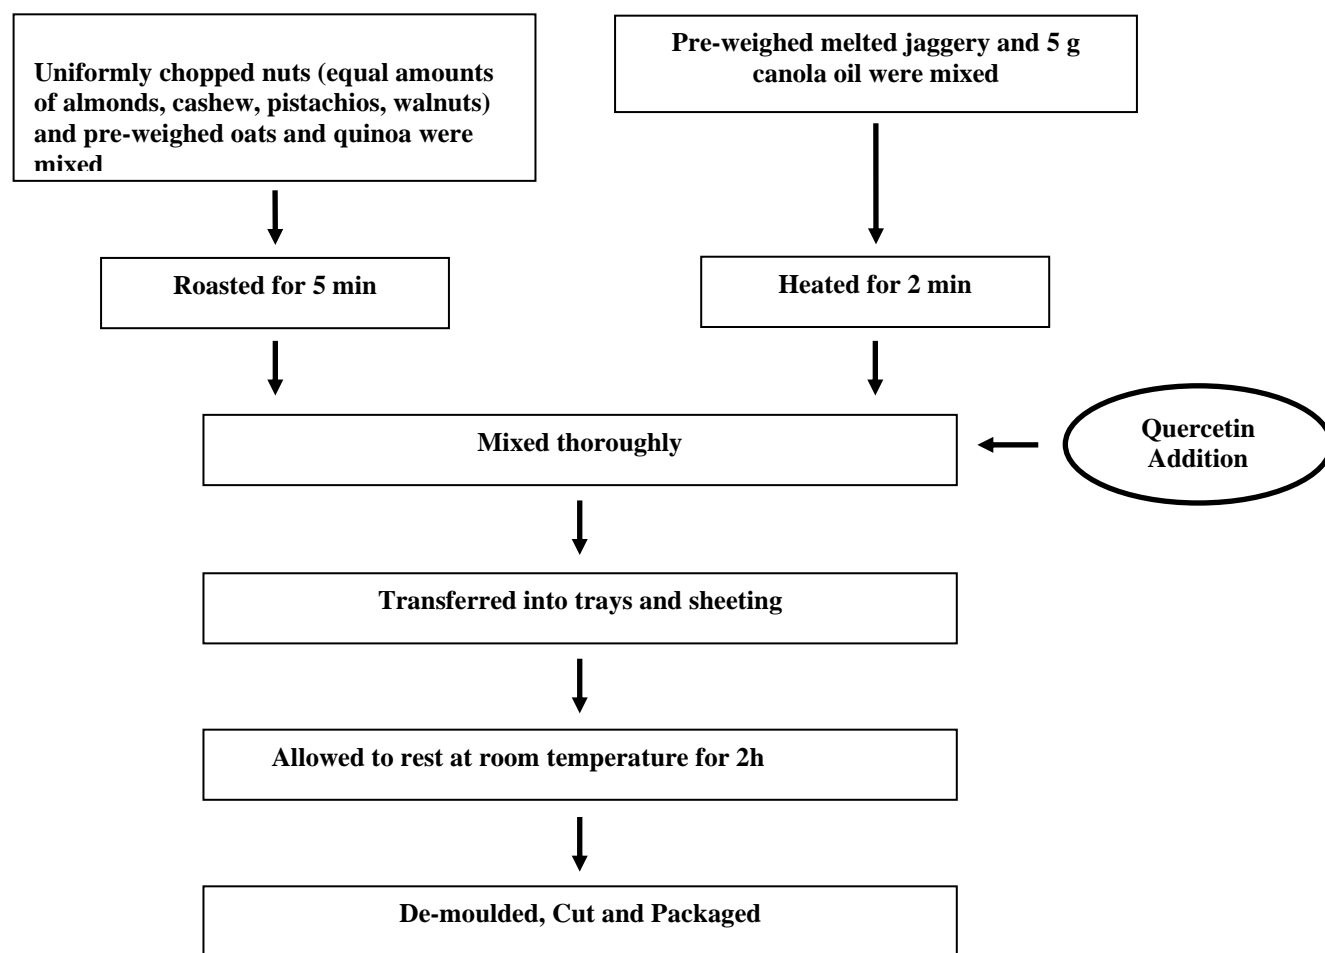 Uniformly chopped nuts (equal amounts
of almonds, cashew, pistachios, walnuts)
and pre-weighed oats and quinoa were
mixed
Pre-weighed melted jaggery and 5 g
canola oil were mixed
Roasted for 5 min
Heated for 2 min
Mixed thoroughly
Quercetin
Addition
Transferred into trays and sheeting
Allowed to rest at room temperature for 2h
De-moulded, Cut and Packaged